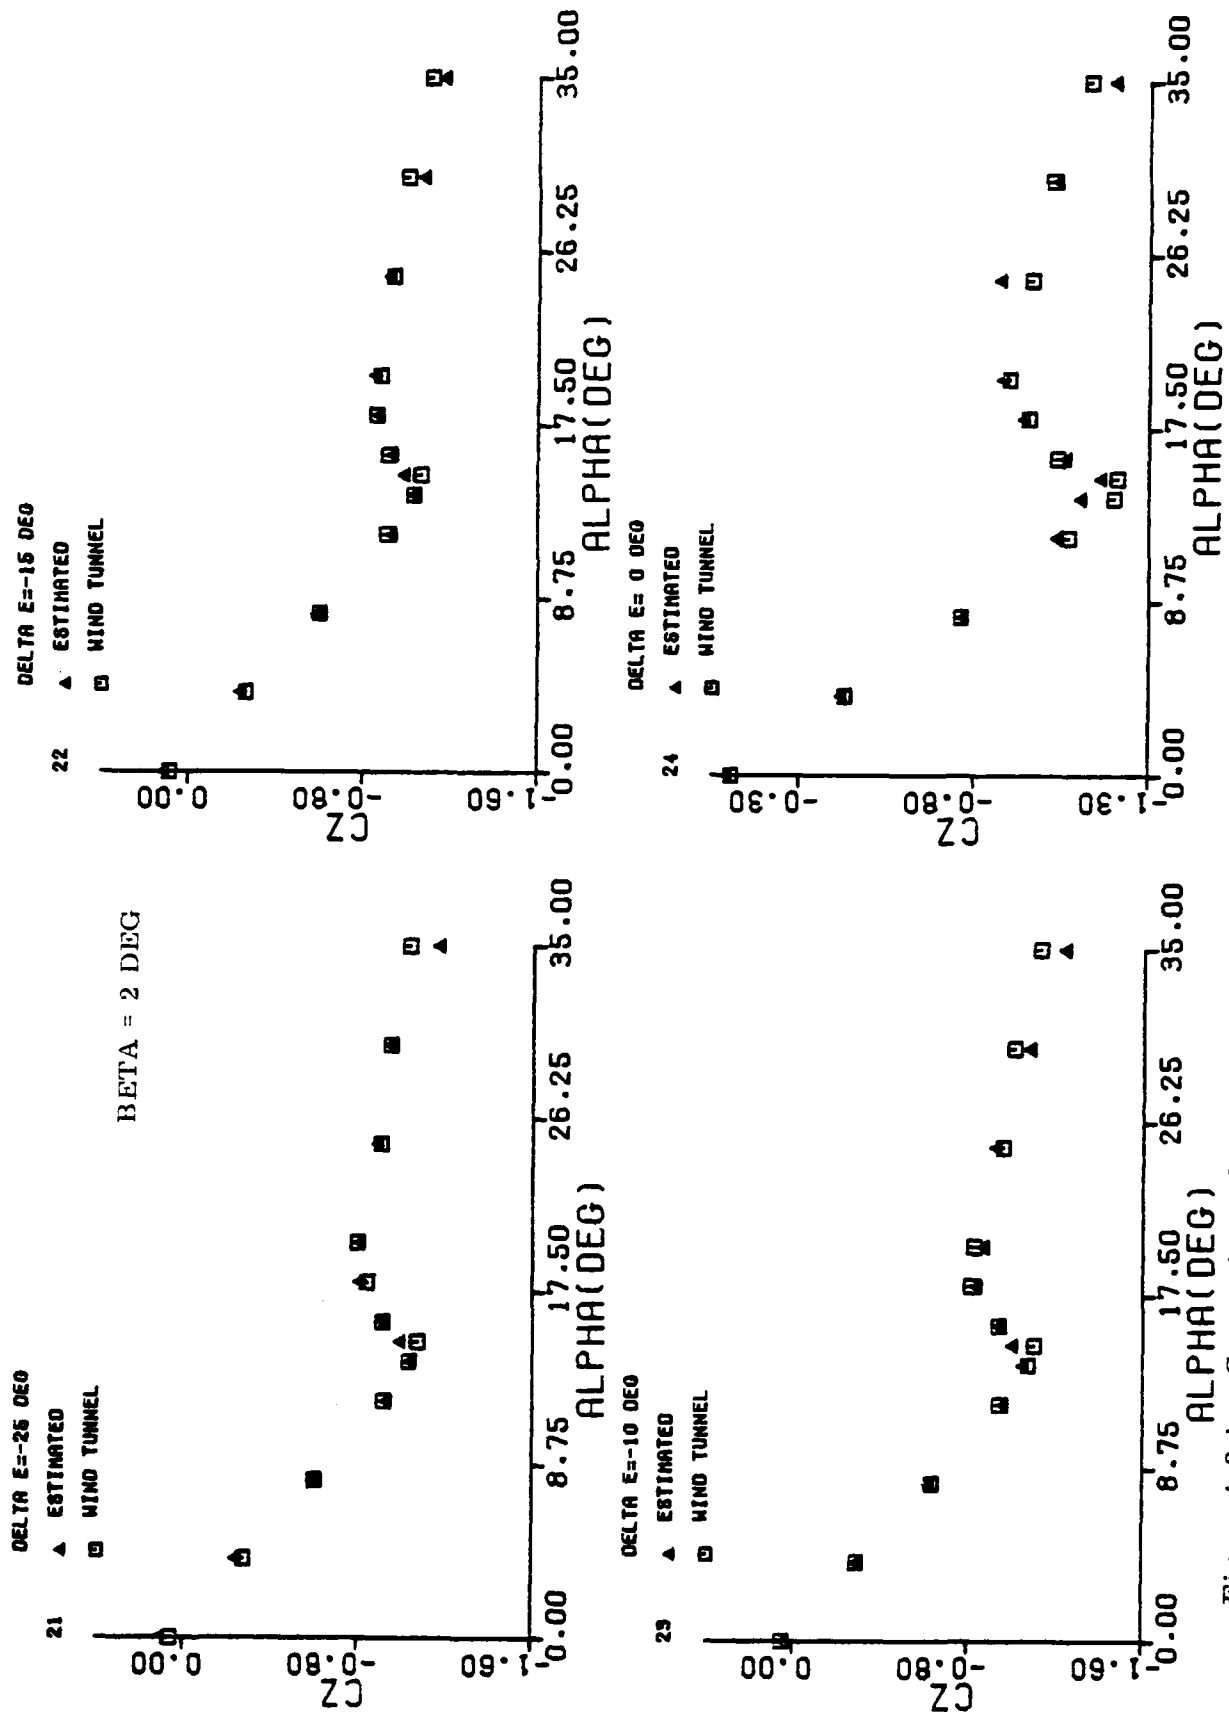 BETA = 2 DEG
DELTA E=-25 DEG
21
ESTIMATED
WIND TUNNEL
CZ
0.00
-0.80
-1.60
0.00 8.75 17.50 26.25 35.00
ALPHA(DEG)
DELTA E=-15 DEG
22
ESTIMATED
WIND TUNNEL
CZ
0.00
-0.80
-1.60
0.00 8.75 17.50 26.25 35.00
ALPHA(DEG)
DELTA E=-10 DEG
23
ESTIMATED
WIND TUNNEL
CZ
0.00
-0.80
-1.60
0.00 8.75 17.50 26.25 35.00
ALPHA(DEG)
DELTA E= 0 DEG
24
ESTIMATED
WIND TUNNEL
CZ
-0.30
-0.80
-1.30
0.00 8.75 17.50 26.25 35.00
ALPHA(DEG)